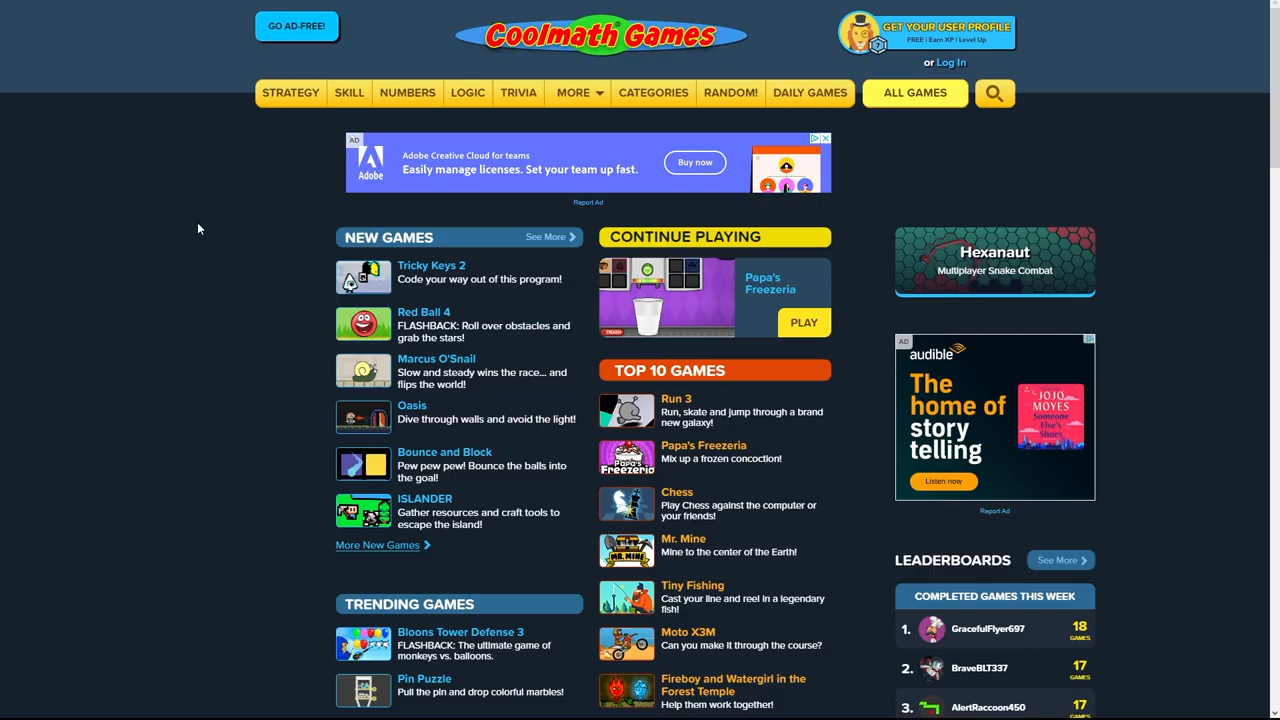 GO AD-FREE!
Coolmath Games
GET YOUR USER PROFILE
FREE | Earn XP | Level Up
or Log In
STRATEGY SKILL NUMBERS LOGIC TRIVIA MORE CATEGORIES RANDOM! DAILY GAMES ALL GAMES
AD
Adobe
Adobe Creative Cloud for teams
Easily manage licenses. Set your team up fast.
Buy now
Report Ad
NEW GAMES
See More
Tricky Keys 2
Code your way out of this program!
Red Ball 4
FLASHBACK: Roll over obstacles and
grab the stars!
Marcus O'Snail
Slow and steady wins the race... and
flips the world!
Oasis
Dive through walls and avoid the light!
Bounce and Block
Pew pew pew! Bounce the balls into
the goal!
ISLANDER
Gather resources and craft tools to
escape the island!
More New Games
TRENDING GAMES
Bloons Tower Defense 3
FLASHBACK: The ultimate game of
monkeys vs. balloons.
Pin Puzzle
Pull the pin and drop colorful marbles!
CONTINUE PLAYING
Papa's
Freezeria
PLAY
TOP 10 GAMES
Run 3
Run, skate and jump through a brand
new galaxy!
Papa's Freezeria
Papa's Freezeria
Mix up a frozen concoction!
Chess
Play Chess against the computer or
your friends!
MR. MINE
Mr. Mine
Mine to the center of the Earth!
Tiny Fishing
Cast your line and reel in a legendary
fish!
Moto X3M
Can you make it through the course?
Fireboy and Watergirl in the
Forest Temple
Help them work together!
Hexanaut
Multiplayer Snake Combat
AD
audible
The
home of
story
telling
Listen now
JOJO
MOYES
Someone
Else's
Shoes
Report Ad
LEADERBOARDS
See More
COMPLETED GAMES THIS WEEK
1. GracefulFlyer697 18
GAMES
2. BraveBLT337 17
GAMES
3. AlertRaccoon450 17
GAMES